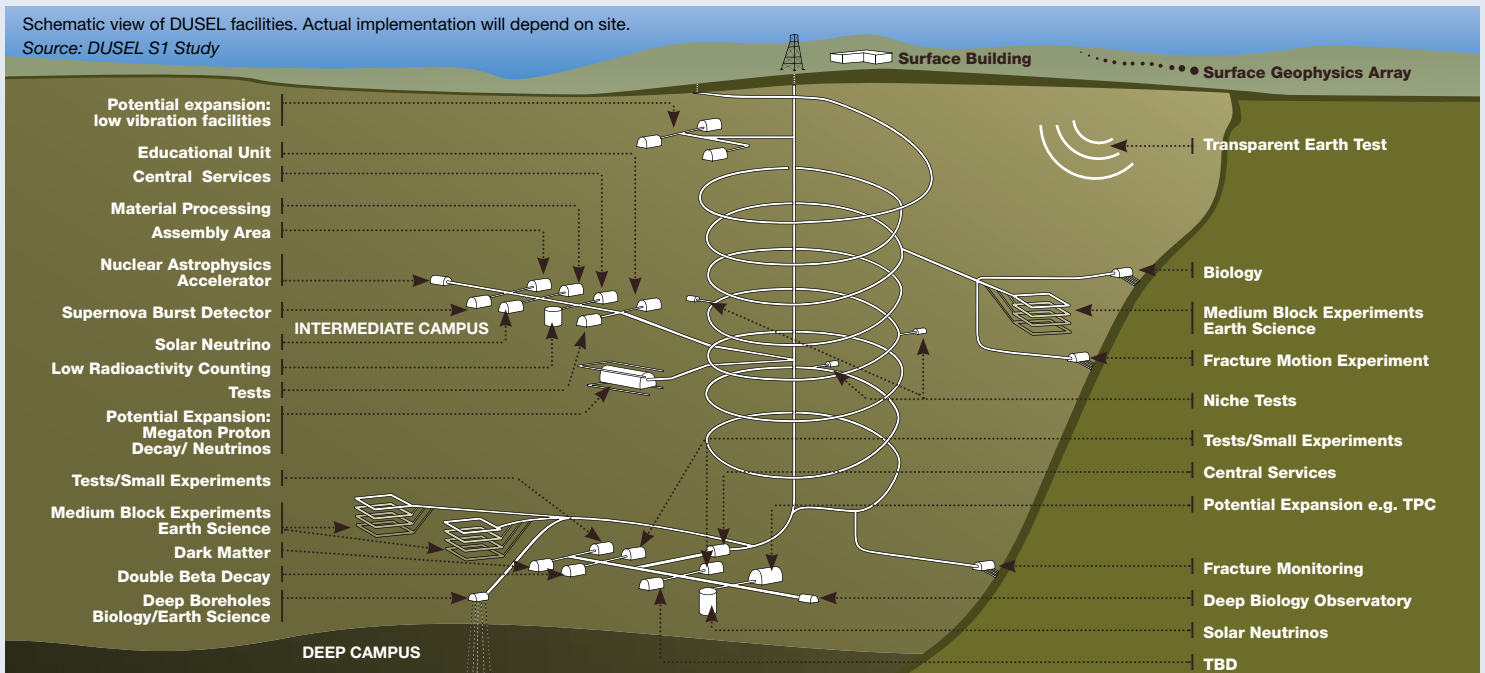 Schematic view of DUSEL facilities. Actual implementation will depend on site.
Source: DUSEL S1 Study
Surface Building
Surface Geophysics Array
Potential expansion:
low vibration facilities
Educational Unit
Central Services
Material Processing
Assembly Area
Nuclear Astrophysics
Accelerator
Supernova Burst Detector
INTERMEDIATE CAMPUS
Solar Neutrino
Low Radioactivity Counting
Tests
Potential Expansion:
Megaton Proton
Decay/ Neutrinos
Tests/Small Experiments
Medium Block Experiments
Earth Science
Dark Matter
Double Beta Decay
Deep Boreholes
Biology/Earth Science
DEEP CAMPUS
Transparent Earth Test
Biology
Medium Block Experiments
Earth Science
Fracture Motion Experiment
Niche Tests
Tests/Small Experiments
Central Services
Potential Expansion e.g. TPC
Fracture Monitoring
Deep Biology Observatory
Solar Neutrinos
TBD